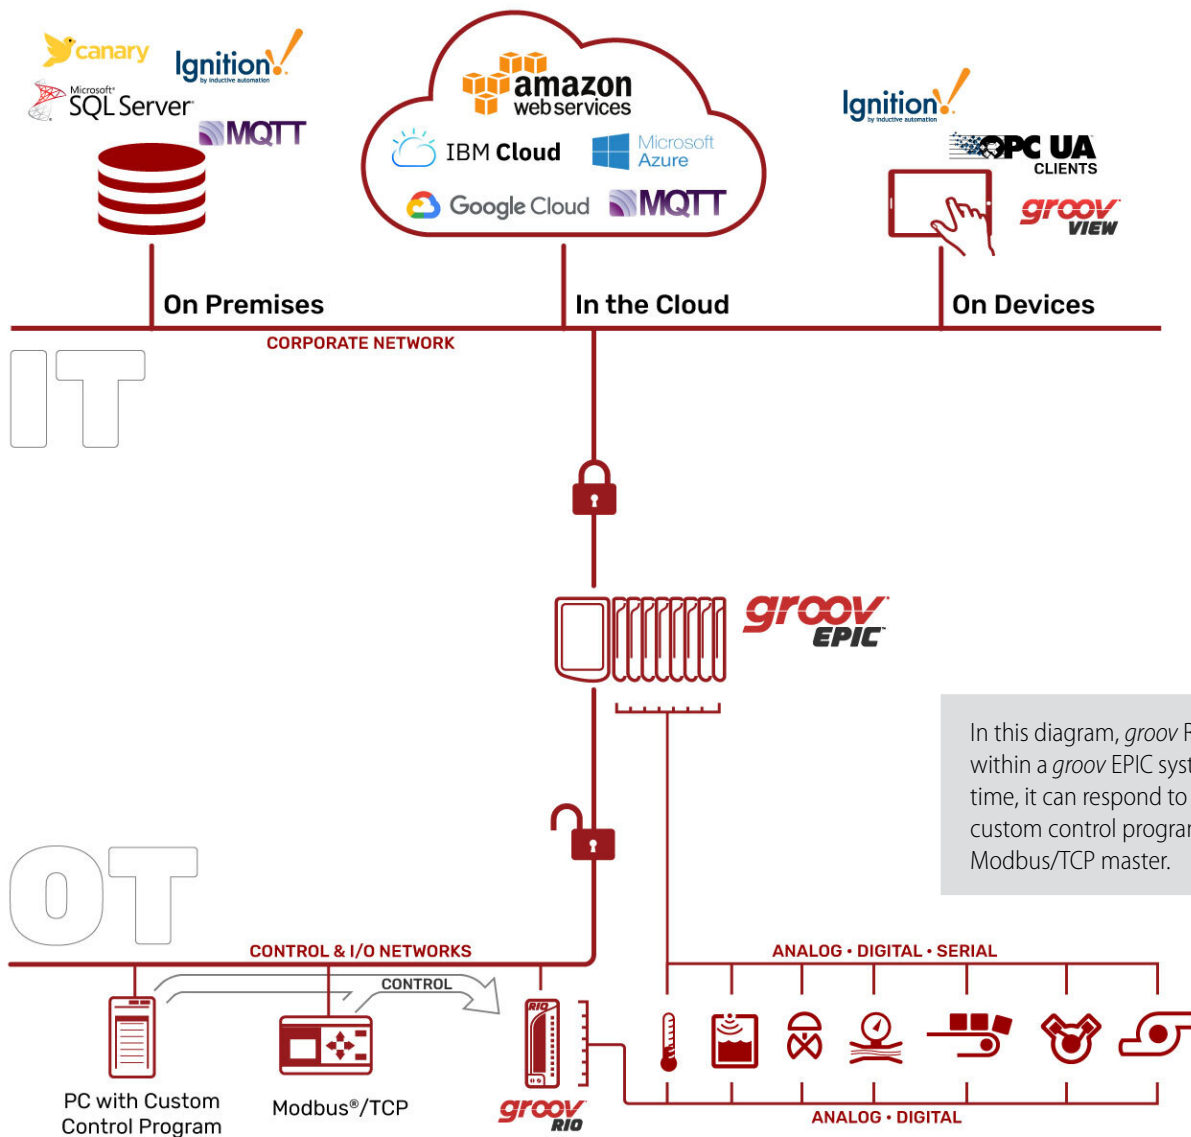 canary
Ignition!
by inductive automation
Microsoft®
SQL Server®
MQTT
amazon
web services
IBM Cloud
Microsoft
Azure
Google Cloud
MQTT
Ignition!
by inductive automation
OPC UA
CLIENTS
groov
VIEW
On Premises
In the Cloud
On Devices
CORPORATE NETWORK
IT
groov
EPIC™
In this diagram, groov R
within a groov EPIC syst
time, it can respond to
custom control progran
Modbus/TCP master.
OT
CONTROL & I/O NETWORKS
ANALOG • DIGITAL • SERIAL
CONTROL
RIO
PC with Custom
Control Program
Modbus®/TCP
groov
RIO
ANALOG • DIGITAL